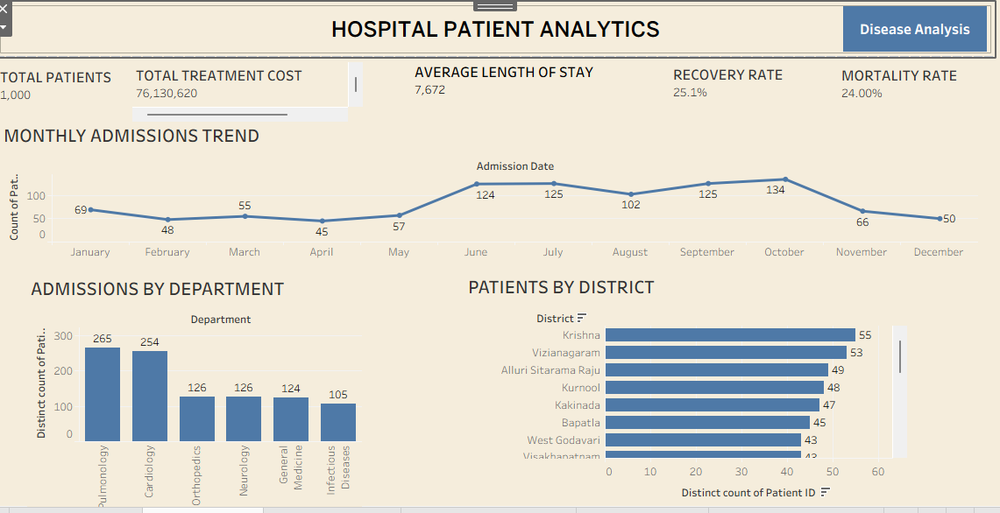 HOSPITAL PATIENT ANALYTICS
Disease Analysis
TOTAL PATIENTS
1,000
TOTAL TREATMENT COST
76,130,620
AVERAGE LENGTH OF STAY
7,672
RECOVERY RATE
25.1%
MORTALITY RATE
24.00%
MONTHLY ADMISSIONS TREND
Admission Date
Count of Pat..
100
50
0
69
48
55
45
57
124
125
102
125
134
66
50
January
February
March
April
May
June
July
August
September
October
November
December
ADMISSIONS BY DEPARTMENT
Department
Distinct count of Pati..
300
200
100
0
265
254
126
126
124
105
Pulmonology
Cardiology
Orthopedics
Neurology
General
Medicine
Infectious
Diseases
PATIENTS BY DISTRICT
District
Krishna 55
Vizianagaram 53
Alluri Sitarama Raju 49
Kurnool 48
Kakinada 47
Bapatla 45
West Godavari 43
Visakhapatnam 43
0 10 20 30 40 50 60
Distinct count of Patient ID